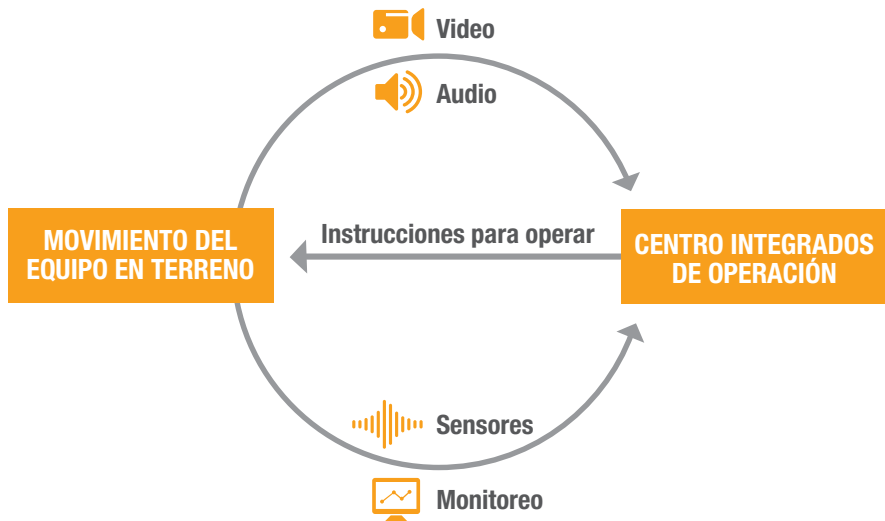 Video
Audio
MOVIMIENTO DEL
EQUIPO EN TERRENO
Instrucciones para operar
CENTRO INTEGRADOS
DE OPERACIÓN
Sensores
Monitoreo